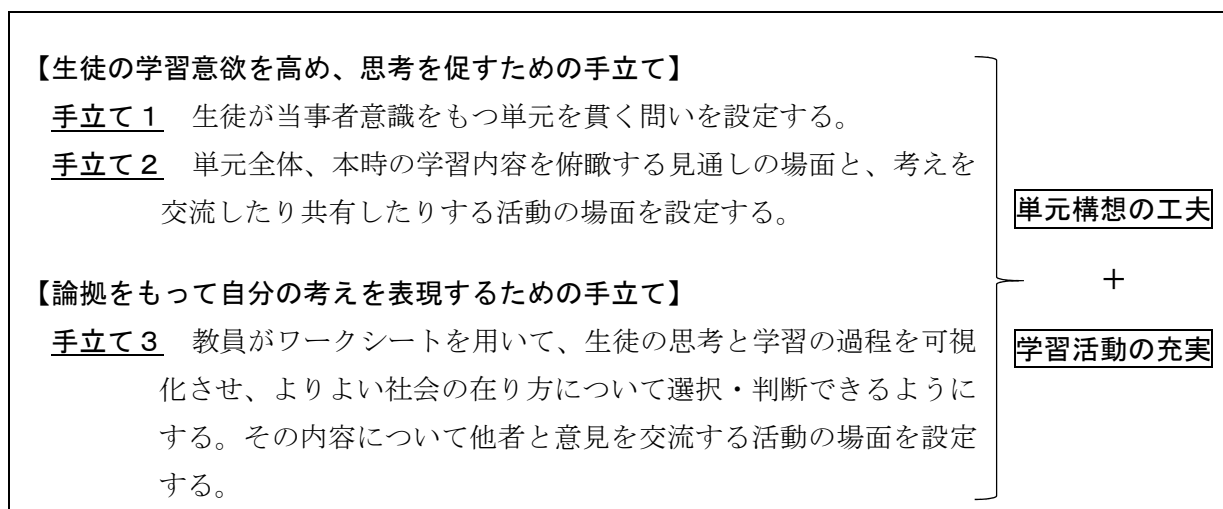 【生徒の学習意欲を高め、思考を促すための手立て】
手立て1　生徒が当事者意識をもつ単元を貫く問いを設定する。
手立て2　単元全体、本時の学習内容を俯瞰する見通しの場面と、考えを
交流したり共有したりする活動の場面を設定する。
【論拠をもって自分の考えを表現するための手立て】
手立て3　教員がワークシートを用いて、生徒の思考と学習の過程を可視
化させ、よりよい社会の在り方について選択・判断できるように
する。その内容について他者と意見を交流する活動の場面を設定
する。
単元構想の工夫
＋
学習活動の充実